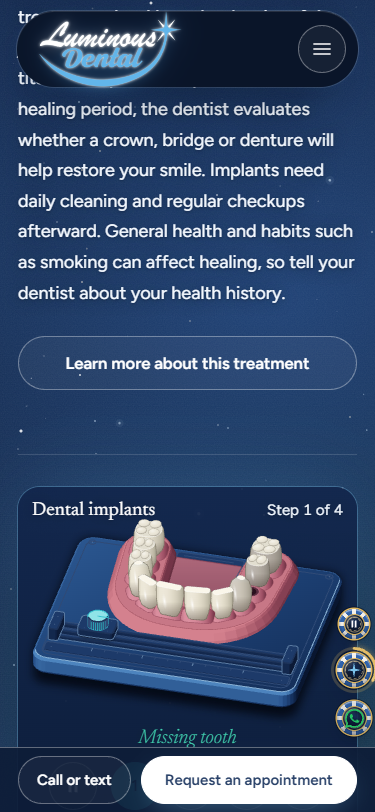 Luminous
Dental
healing period, the dentist evaluates
whether a crown, bridge or denture will
help restore your smile. Implants need
daily cleaning and regular checkups
afterward. General health and habits such
as smoking can affect healing, so tell your
dentist about your health history.
Learn more about this treatment
Dental implants
Step 1 of 4
Missing tooth
Call or text
Request an appointment